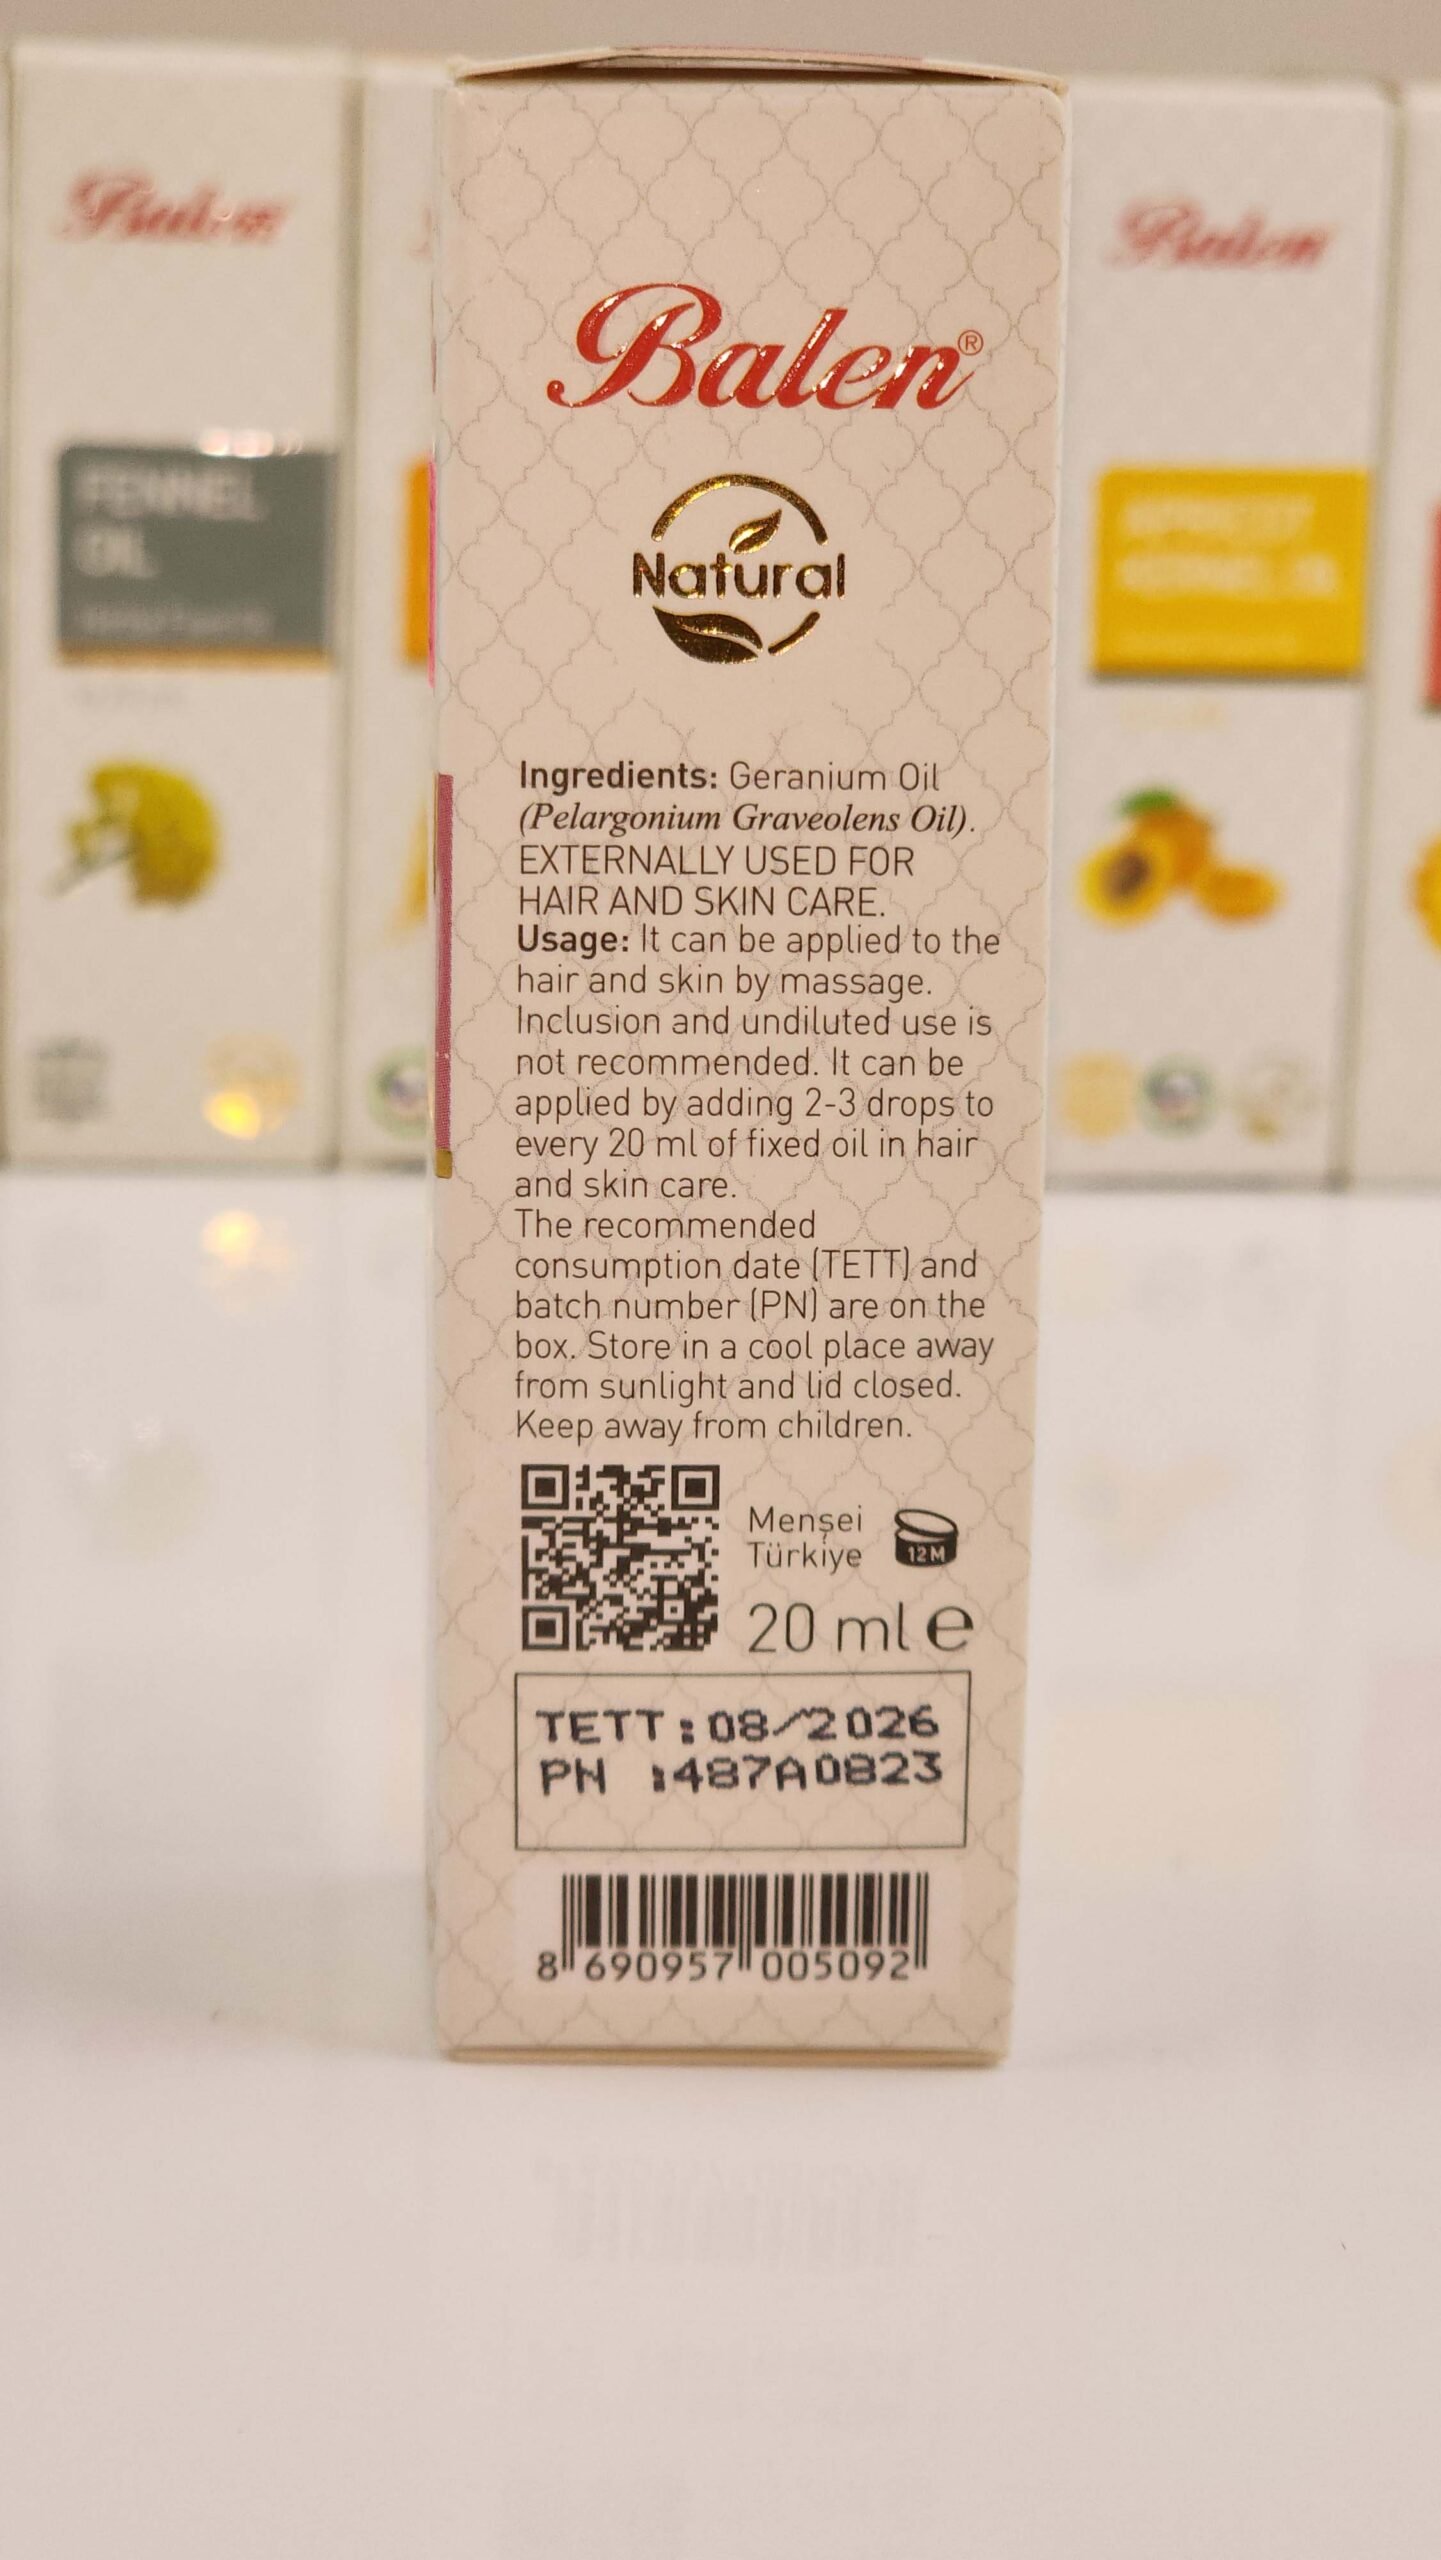 Balen
Balen
Balen®
FENNEL
OIL
APRICOT
KERNEL OIL
Natural
Ingredients: Geranium Oil
(Pelargonium Graveolens Oil).
EXTERNALLY USED FOR
HAIR AND SKIN CARE.
Usage: It can be applied to the
hair and skin by massage.
Inclusion and undiluted use is
not recommended. It can be
applied by adding 2-3 drops to
every 20 ml of fixed oil in hair
and skin care.
The recommended
consumption date (TETT) and
batch number (PN) are on the
box. Store in a cool place away
from sunlight and lid closed.
Keep away from children.
Menşei
Türkiye
12M
20 ml e
TETT:08/2026
PN :487A0823
8 690957 005092